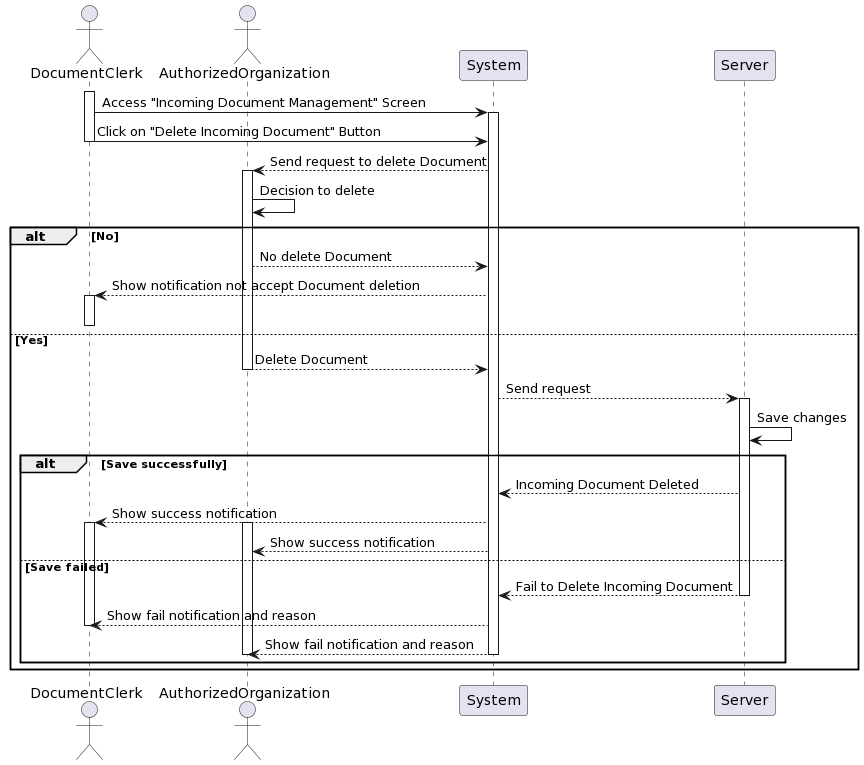 DocumentClerk
AuthorizedOrganization
System
Server
Access "Incoming Document Management" Screen
Click on "Delete Incoming Document" Button
Send request to delete Document
Decision to delete
alt
[No]
No delete Document
Show notification not accept Document deletion
[Yes]
Delete Document
Send request
Save changes
alt
[Save successfully]
Incoming Document Deleted
Show success notification
Show success notification
[Save failed]
Fail to Delete Incoming Document
Show fail notification and reason
Show fail notification and reason
DocumentClerk
AuthorizedOrganization
System
Server